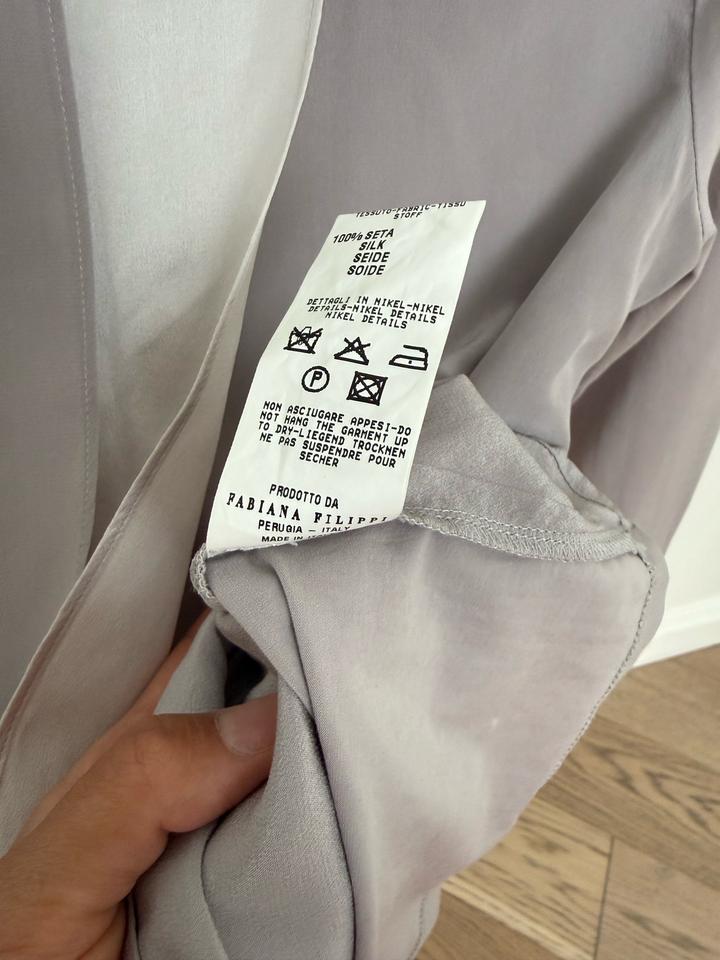 TESSUTO-FABRIC-TISSU
STOFF
100% SETA
SILK
SEIDE
SOIDE
DETTAGLI IN NIKEL-NIKEL
DETAILS-NIKEL DETAILS
NIKEL DETAILS
P
NON ASCIUGARE APPESI-DO
NOT HANG THE GARMENT UP
TO DRY-LIEGEND TROCKNEN
NE PAS SUSPENDRE POUR
SECHER
PRODOTTO DA
FABIANA FILIPPI
PERUGIA – ITALY
MADE IN